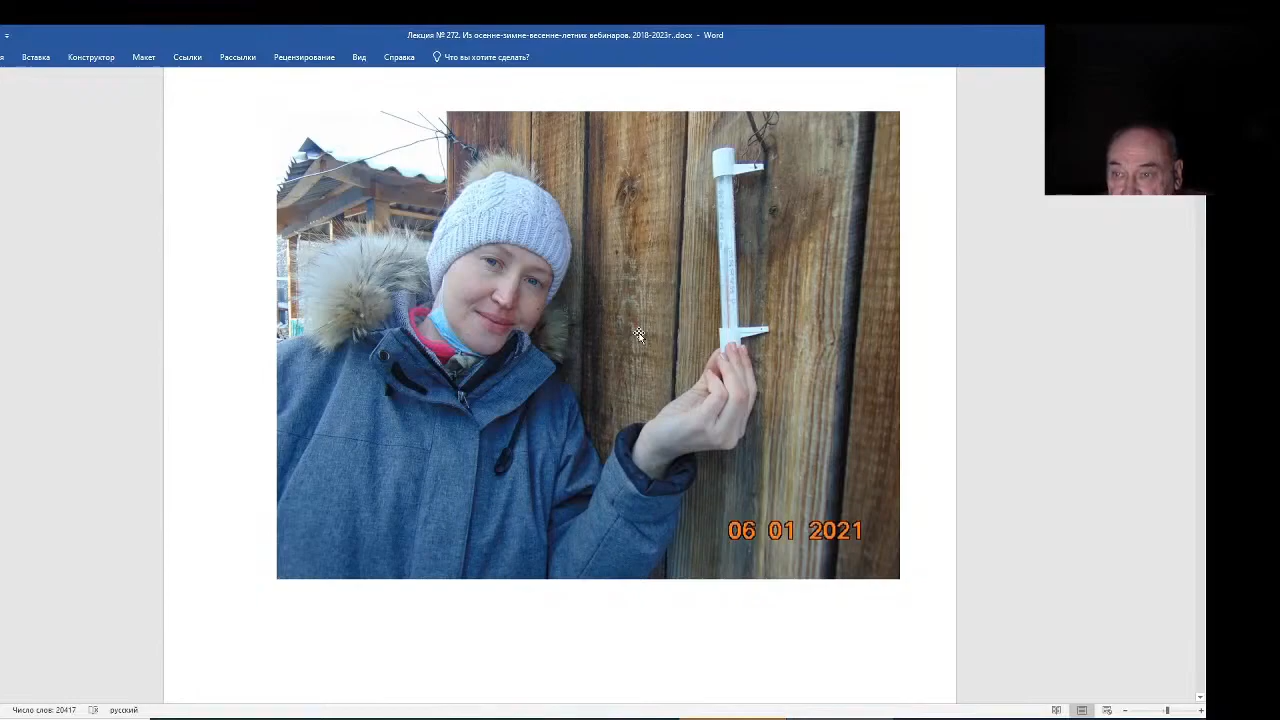 Лекция № 272. Из осенне-зимне-весенне-летних вебинаров. 2018-2023г..docx - Word
я Вставка Конструктор Макет Ссылки Рассылки Рецензирование Вид Справка Что вы хотите сделать?
06 01 2021
Число слов: 20417 русский